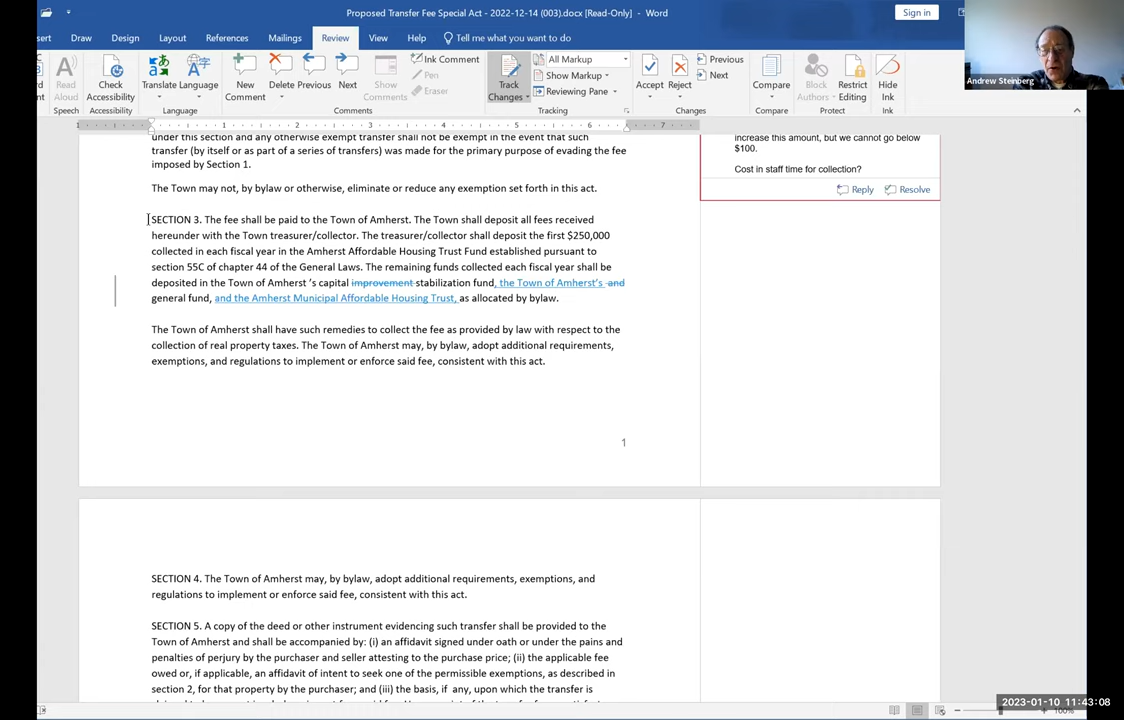 Proposed Transfer Fee Special Act - 2022-12-14 (003).docx [Read-Only] - Word
Sign in
sert Draw Design Layout References Mailings Review View Help Tell me what you want to do
Read Aloud
Check Accessibility
Translate Language
New Comment
Delete Previous Next
Show Comments
Ink Comment
Pen
Eraser
Track Changes
All Markup
Show Markup
Reviewing Pane
Accept Reject
Previous
Next
Compare
Block Authors
Restrict Editing
Hide Ink
Andrew Steinberg
Speech Accessibility Language Comments Tracking Changes Compare Protect Ink
1 1 2 3 4 5 6 7
under this section and any otherwise exempt transfer shall not be exempt in the event that such
transfer (by itself or as part of a series of transfers) was made for the primary purpose of evading the fee
imposed by Section 1.
increase this amount, but we cannot go below
$100.
Cost in staff time for collection?
Reply Resolve
The Town may not, by bylaw or otherwise, eliminate or reduce any exemption set forth in this act.
SECTION 3. The fee shall be paid to the Town of Amherst. The Town shall deposit all fees received
hereunder with the Town treasurer/collector. The treasurer/collector shall deposit the first $250,000
collected in each fiscal year in the Amherst Affordable Housing Trust Fund established pursuant to
section 55C of chapter 44 of the General Laws. The remaining funds collected each fiscal year shall be
deposited in the Town of Amherst 's capital improvement stabilization fund, the Town of Amherst's and
general fund, and the Amherst Municipal Affordable Housing Trust, as allocated by bylaw.
The Town of Amherst shall have such remedies to collect the fee as provided by law with respect to the
collection of real property taxes. The Town of Amherst may, by bylaw, adopt additional requirements,
exemptions, and regulations to implement or enforce said fee, consistent with this act.
1
SECTION 4. The Town of Amherst may, by bylaw, adopt additional requirements, exemptions, and
regulations to implement or enforce said fee, consistent with this act.
SECTION 5. A copy of the deed or other instrument evidencing such transfer shall be provided to the
Town of Amherst and shall be accompanied by: (i) an affidavit signed under oath or under the pains and
penalties of perjury by the purchaser and seller attesting to the purchase price; (ii) the applicable fee
owed or, if applicable, an affidavit of intent to seek one of the permissible exemptions, as described in
section 2, for that property by the purchaser; and (iii) the basis, if any, upon which the transfer is
2023-01-10 11:43:08
100%